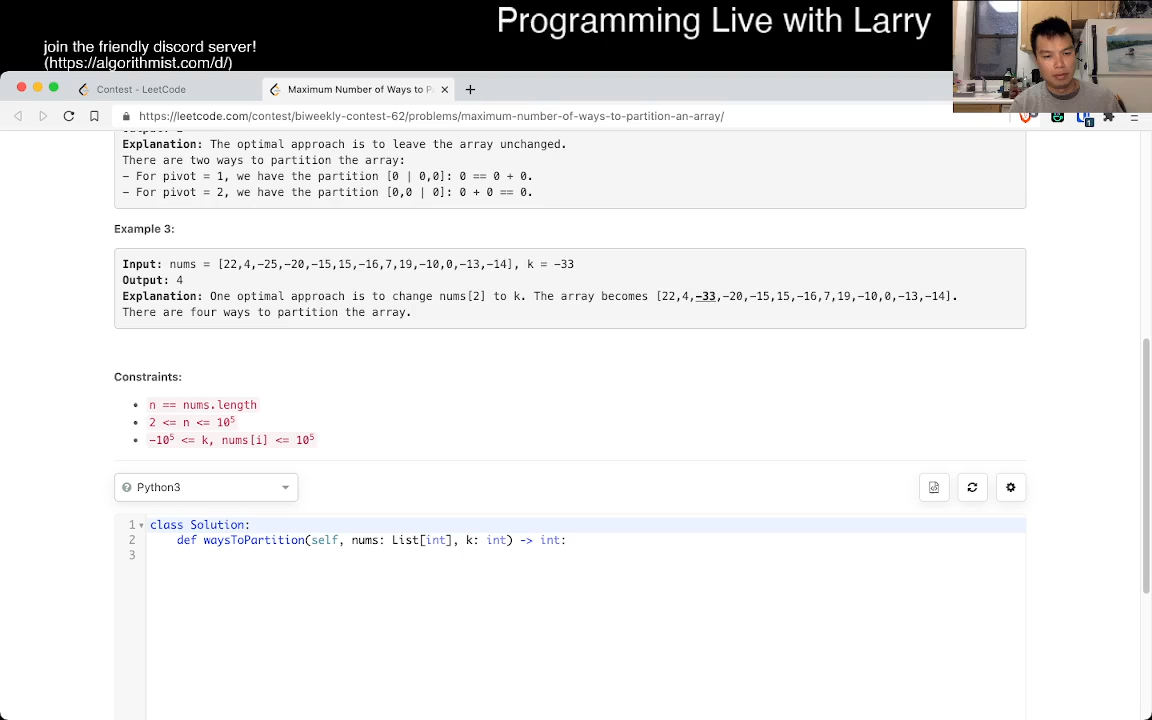 Programming Live with Larry
join the friendly discord server!
(https://algorithmist.com/d/)
Contest - LeetCode
Maximum Number of Ways to P
https://leetcode.com/contest/biweekly-contest-62/problems/maximum-number-of-ways-to-partition-an-array/
Explanation: The optimal approach is to leave the array unchanged.
There are two ways to partition the array:
- For pivot = 1, we have the partition [0 | 0,0]: 0 == 0 + 0.
- For pivot = 2, we have the partition [0,0 | 0]: 0 + 0 == 0.
Example 3:
Input: nums = [22,4,-25,-20,-15,15,-16,7,19,-10,0,-13,-14], k = -33
Output: 4
Explanation: One optimal approach is to change nums[2] to k. The array becomes [22,4,-33,-20,-15,15,-16,7,19,-10,0,-13,-14].
There are four ways to partition the array.
Constraints:
• n == nums.length
• 2 <= n <= 10⁵
• -10⁵ <= k, nums[i] <= 10⁵
Python3
1 class Solution:
2 def waysToPartition(self, nums: List[int], k: int) -> int:
3